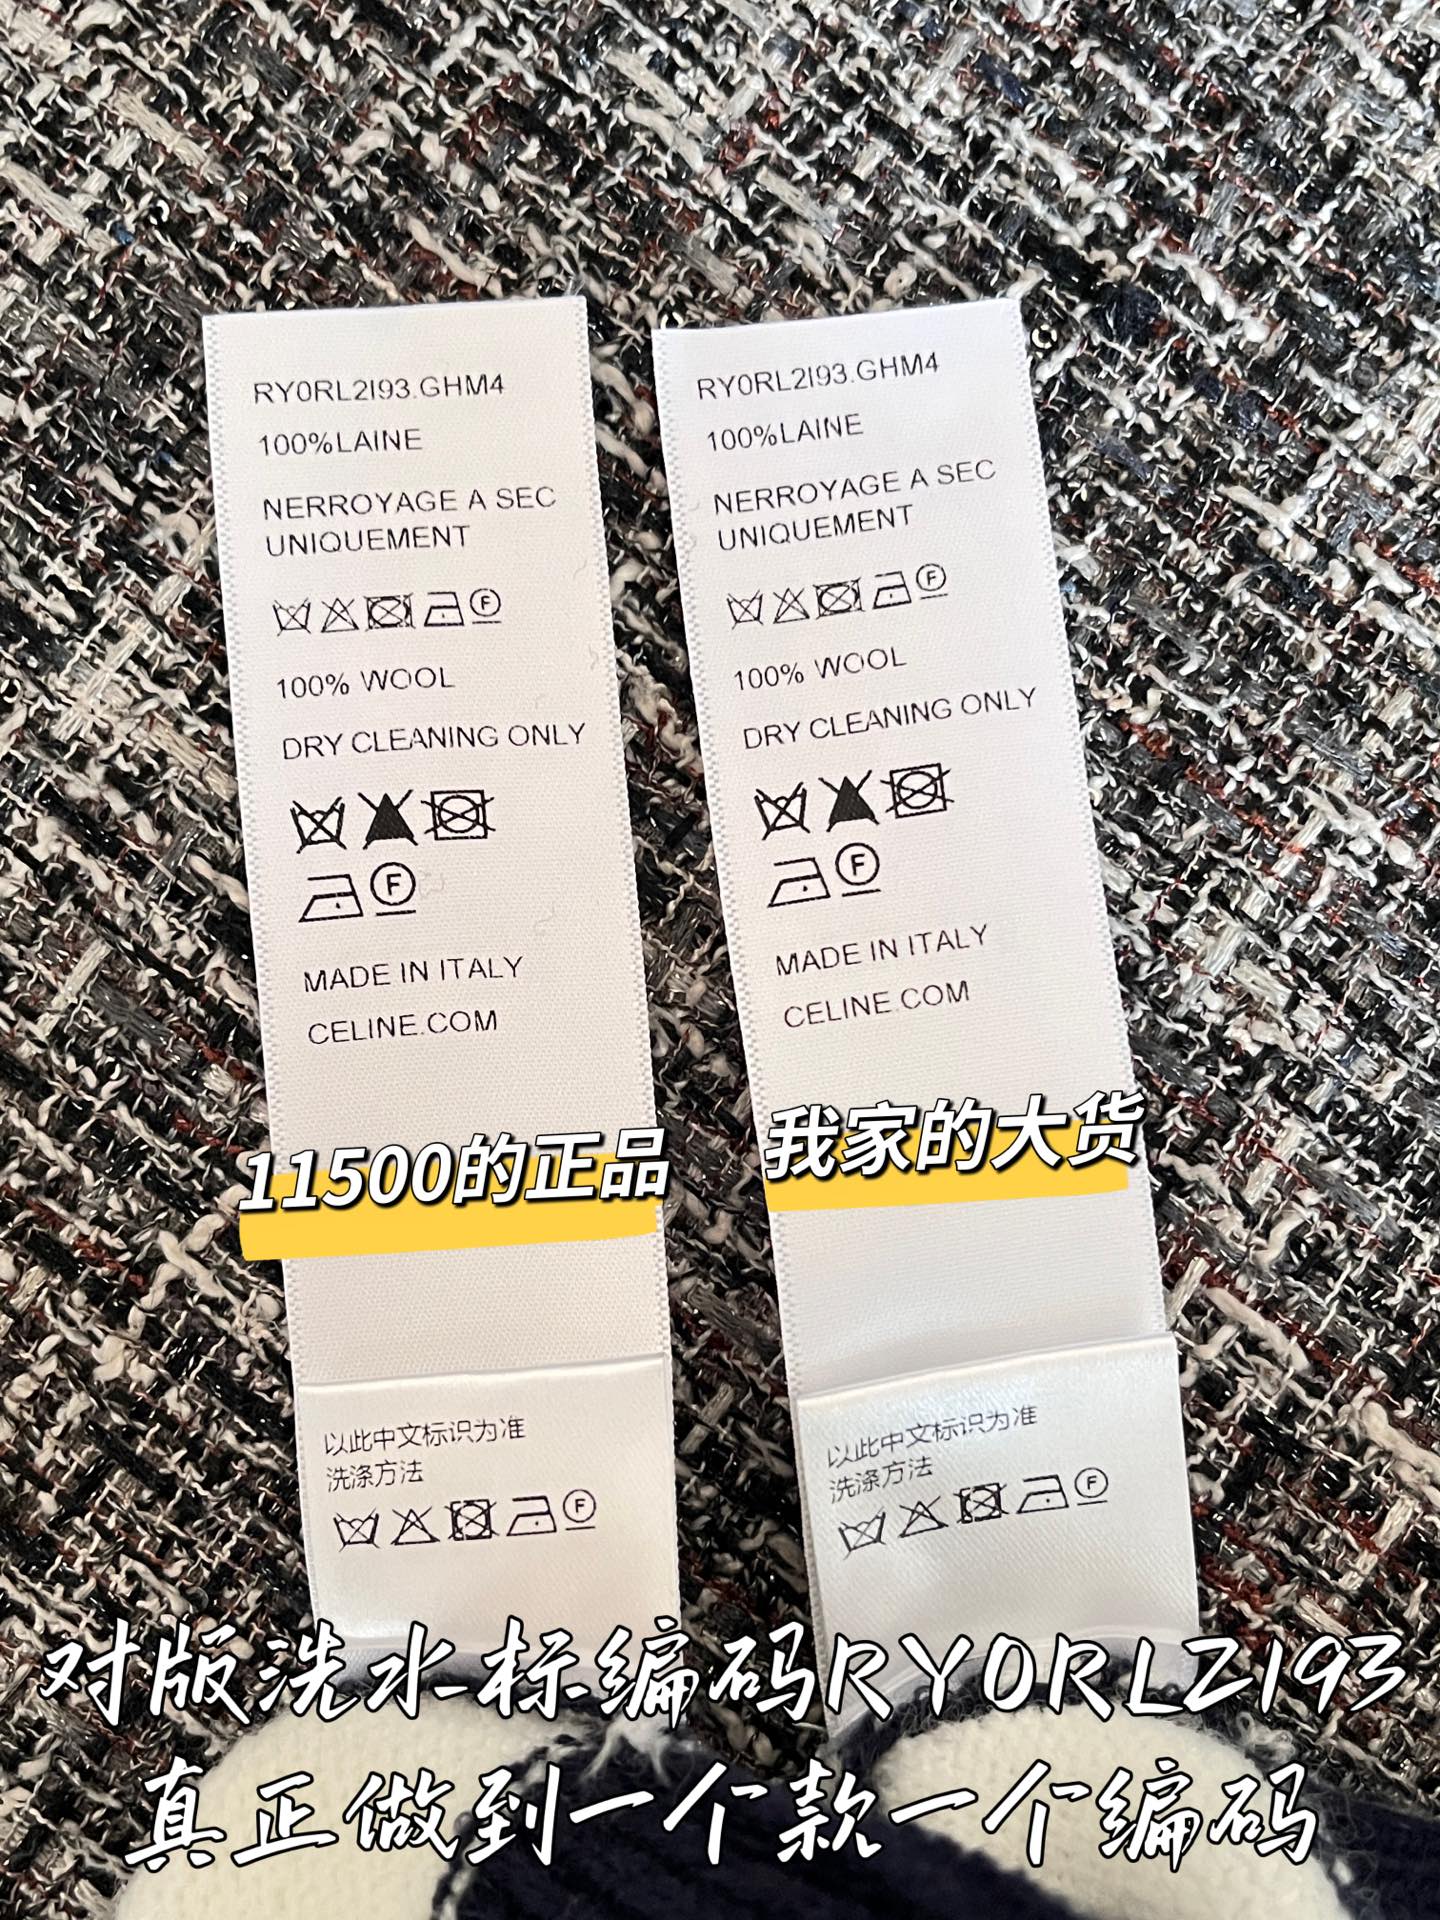 RY0RL2I93.GHM4
100%LAINE
NERROYAGE A SEC
UNIQUEMENT
F
100% WOOL
DRY CLEANING ONLY
F
MADE IN ITALY
CELINE.COM
11500的正品
以此中文标识为准
洗涤方法
F
RY0RL2I93.GHM4
100%LAINE
NERROYAGE A SEC
UNIQUEMENT
F
100% WOOL
DRY CLEANING ONLY
F
MADE IN ITALY
CELINE.COM
我家的大货
以此中文标识为准
洗涤方法
F
对版洗水标编码RY0RL2I93
真正做到一个款一个编码